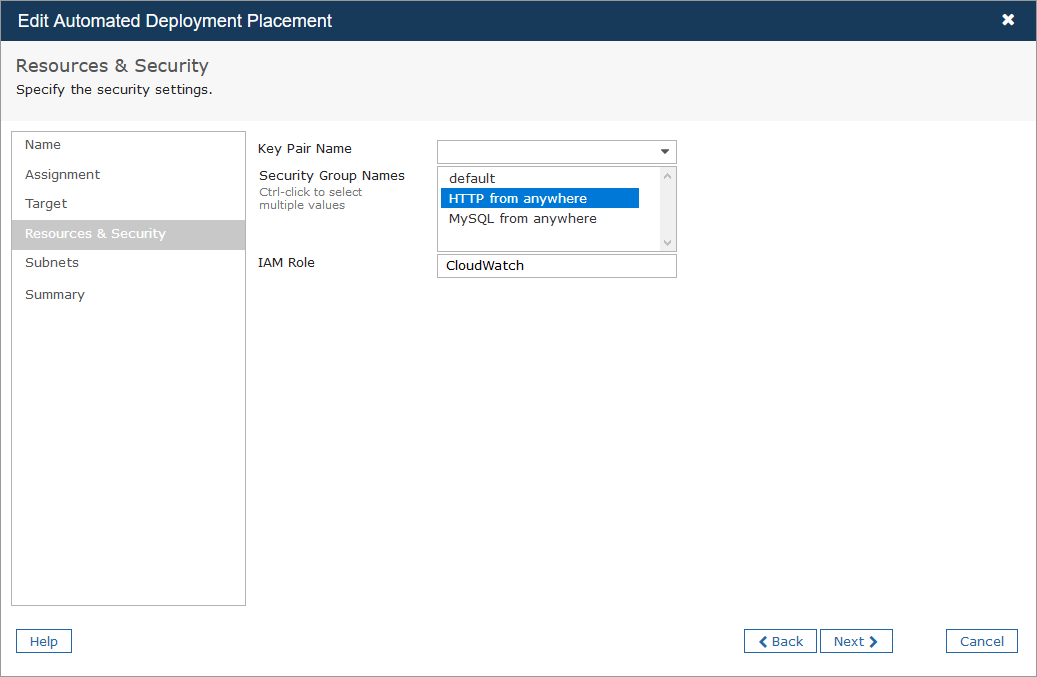 Edit Automated Deployment Placement
Resources & Security
Specify the security settings.
Name
Assignment
Target
Resources & Security
Subnets
Summary
Key Pair Name
Security Group Names
Ctrl-click to select
multiple values
default
HTTP from anywhere
MySQL from anywhere
IAM Role
CloudWatch
Help
Back
Next
Cancel